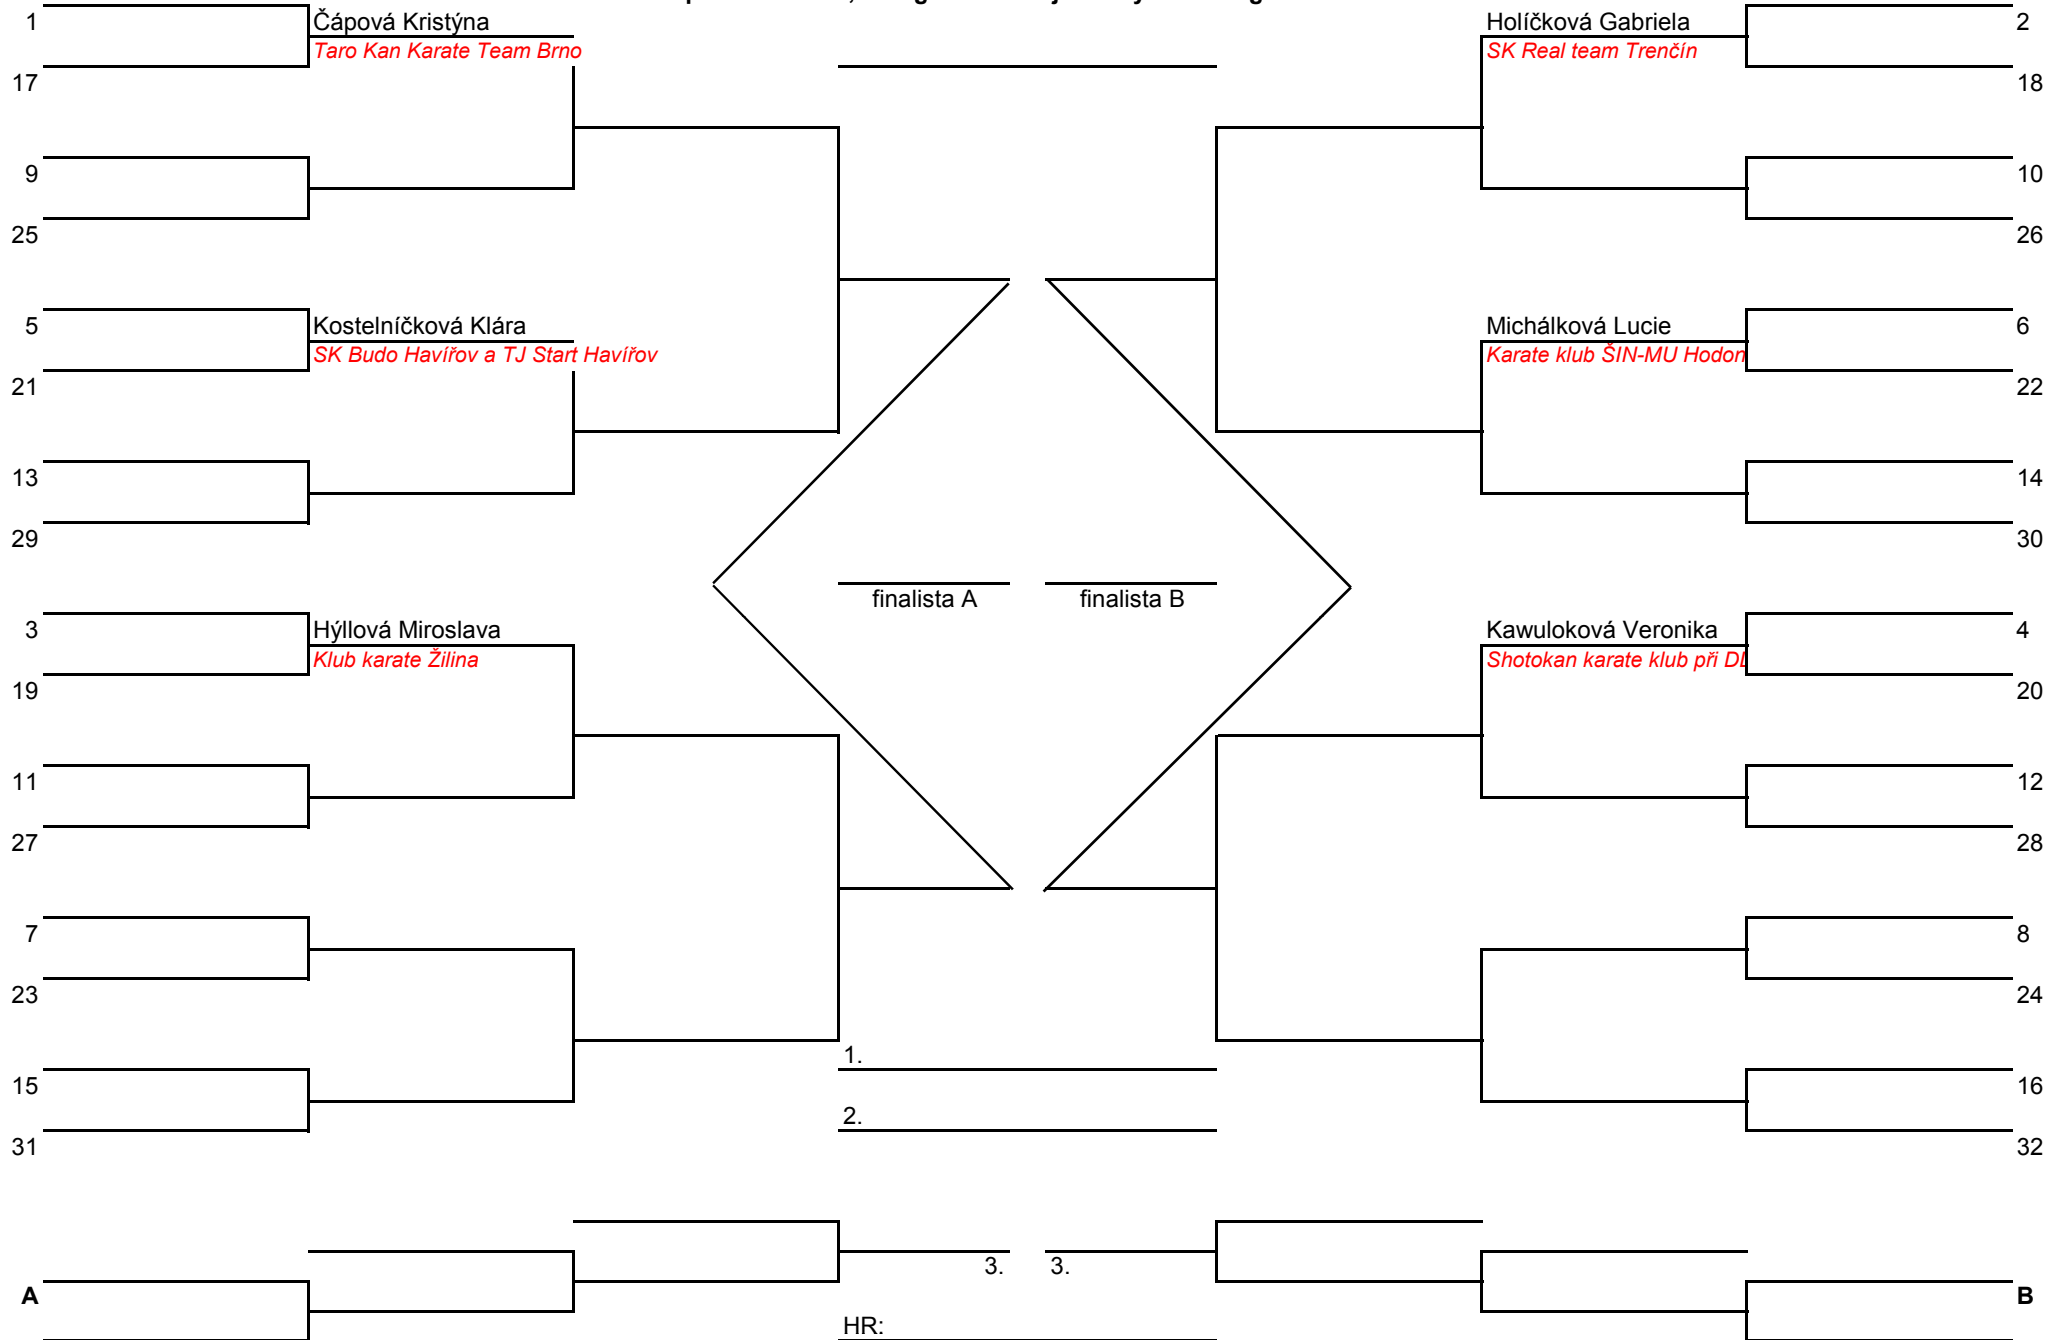 1
Čápová Kristýna
Taro Kan Karate Team Brno
17
9
25
5
Kostelníčková Klára
SK Budo Havířov a TJ Start Havířov
21
13
29
3
Hýllová Miroslava
Klub karate Žilina
19
11
27
7
23
15
31
A
finalista A
finalista B
1.
2.
3.
3.
HR:
Holíčková Gabriela
SK Real team Trenčín
2
18
10
26
Michálková Lucie
Karate klub ŠIN-MU Hodon
6
22
14
30
Kawuloková Veronika
Shotokan karate klub při DD
4
20
12
28
8
24
16
32
B